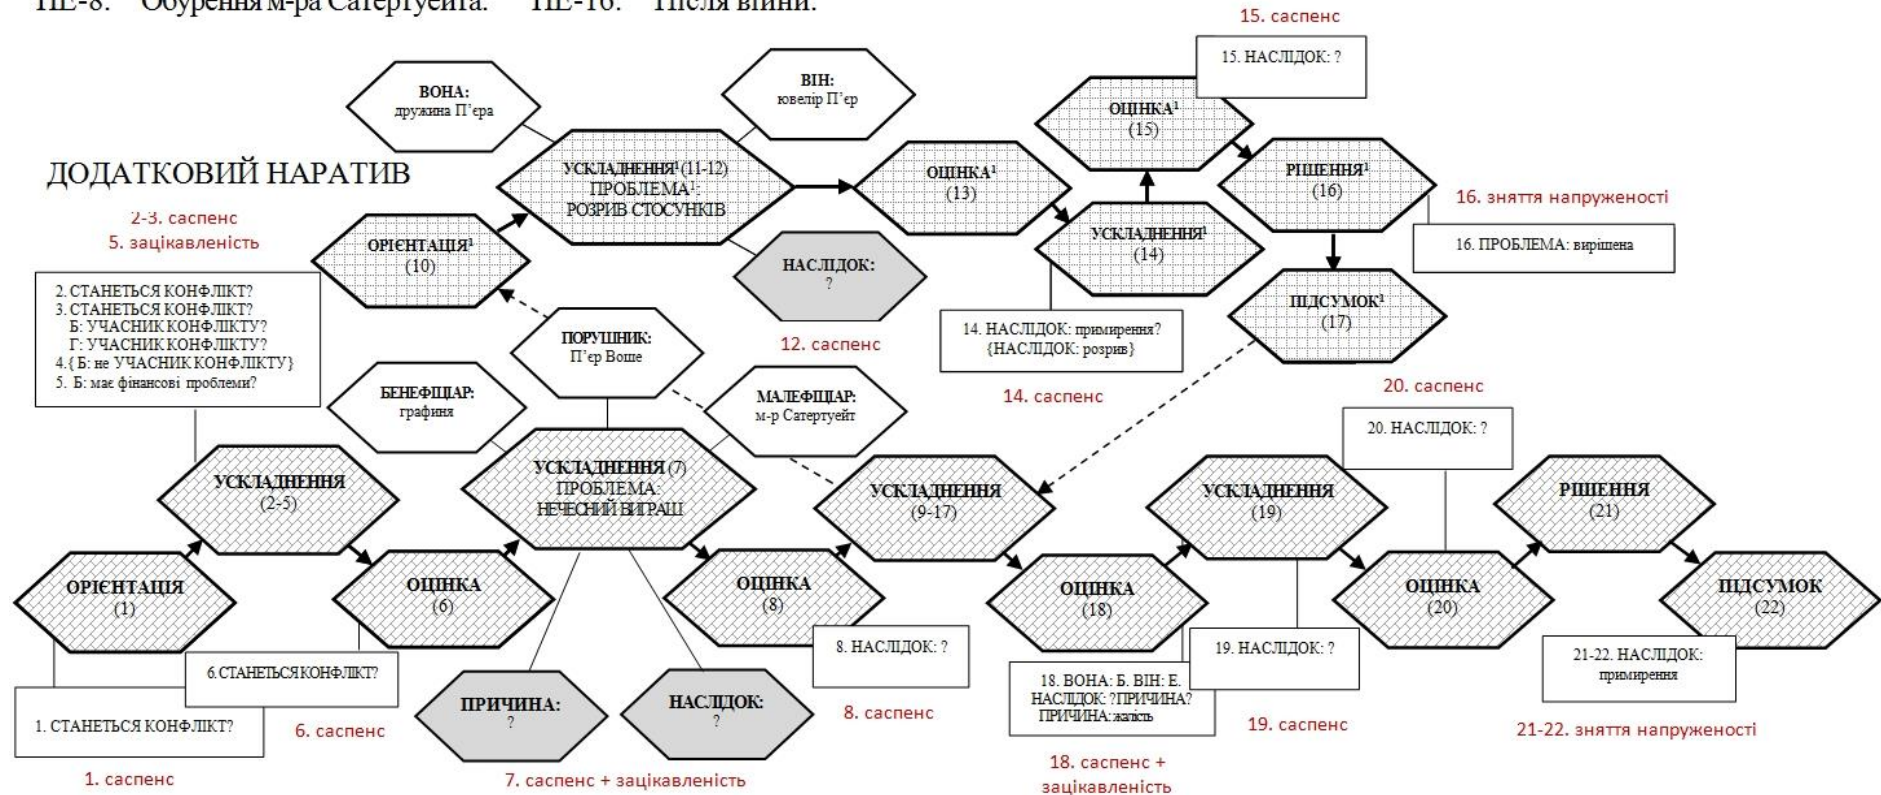 ПЕ-8. Обурення м-ра Сатертуейта. ПЕ-16. Після війни.
15. саспенс
15. НАСЛІДОК: ?
ВОНА:
дружина П’єра
ВІН:
ювелір П’єр
ОЦІНКА¹
(15)
ДОДАТКОВИЙ НАРАТИВ
УСКЛАДНЕННЯ¹ (11-12)
ПРОБЛЕМА¹:
РОЗРИВ СТОСУНКІВ
ОЦІНКА¹
(13)
РІШЕННЯ¹
(16)
16. зняття напруженості
2-3. саспенс
5. зацікавленість
ОРІЄНТАЦІЯ¹
(10)
УСКЛАДНЕННЯ¹
(14)
16. ПРОБЛЕМА: вирішена
НАСЛІДОК:
?
2. СТАНЕТЬСЯ КОНФЛІКТ?
3. СТАНЕТЬСЯ КОНФЛІКТ?
Б: УЧАСНИК КОНФЛІКТУ?
Г: УЧАСНИК КОНФЛІКТУ?
4.{ Б: не УЧАСНИК КОНФЛІКТУ}
5. Б: має фінансові проблеми?
ПІДСУМОК¹
(17)
ПОРУШНИК:
П’єр Воше
12. саспенс
14. НАСЛІДОК: примирення?
{НАСЛІДОК: розрив}
14. саспенс
20. саспенс
БЕНЕФІЦІАР:
графиня
МАЛЕФІЦІАР:
м-р Сатертуейт
20. НАСЛІДОК: ?
УСКЛАДНЕННЯ
(2-5)
УСКЛАДНЕННЯ (7)
ПРОБЛЕМА:
НЕЧЕСНИЙ ВИГРАШ
УСКЛАДНЕННЯ
(9-17)
УСКЛАДНЕННЯ
(19)
РІШЕННЯ
(21)
ОРІЄНТАЦІЯ
(1)
ОЦІНКА
(6)
ОЦІНКА
(8)
ОЦІНКА
(18)
ОЦІНКА
(20)
ПІДСУМОК
(22)
6. СТАНЕТЬСЯ КОНФЛІКТ?
8. НАСЛІДОК: ?
19. НАСЛІДОК: ?
21-22. НАСЛІДОК:
примирення
1. СТАНЕТЬСЯ КОНФЛІКТ?
6. саспенс
ПРИЧИНА:
?
НАСЛІДОК:
?
8. саспенс
18. ВОНА: Б. ВІН: Е.
НАСЛІДОК: ?ПРИЧИНА?
ПРИЧИНА: жалість
19. саспенс
21-22. зняття напруженості
1. саспенс
7. саспенс + зацікавленість
18. саспенс +
зацікавленість